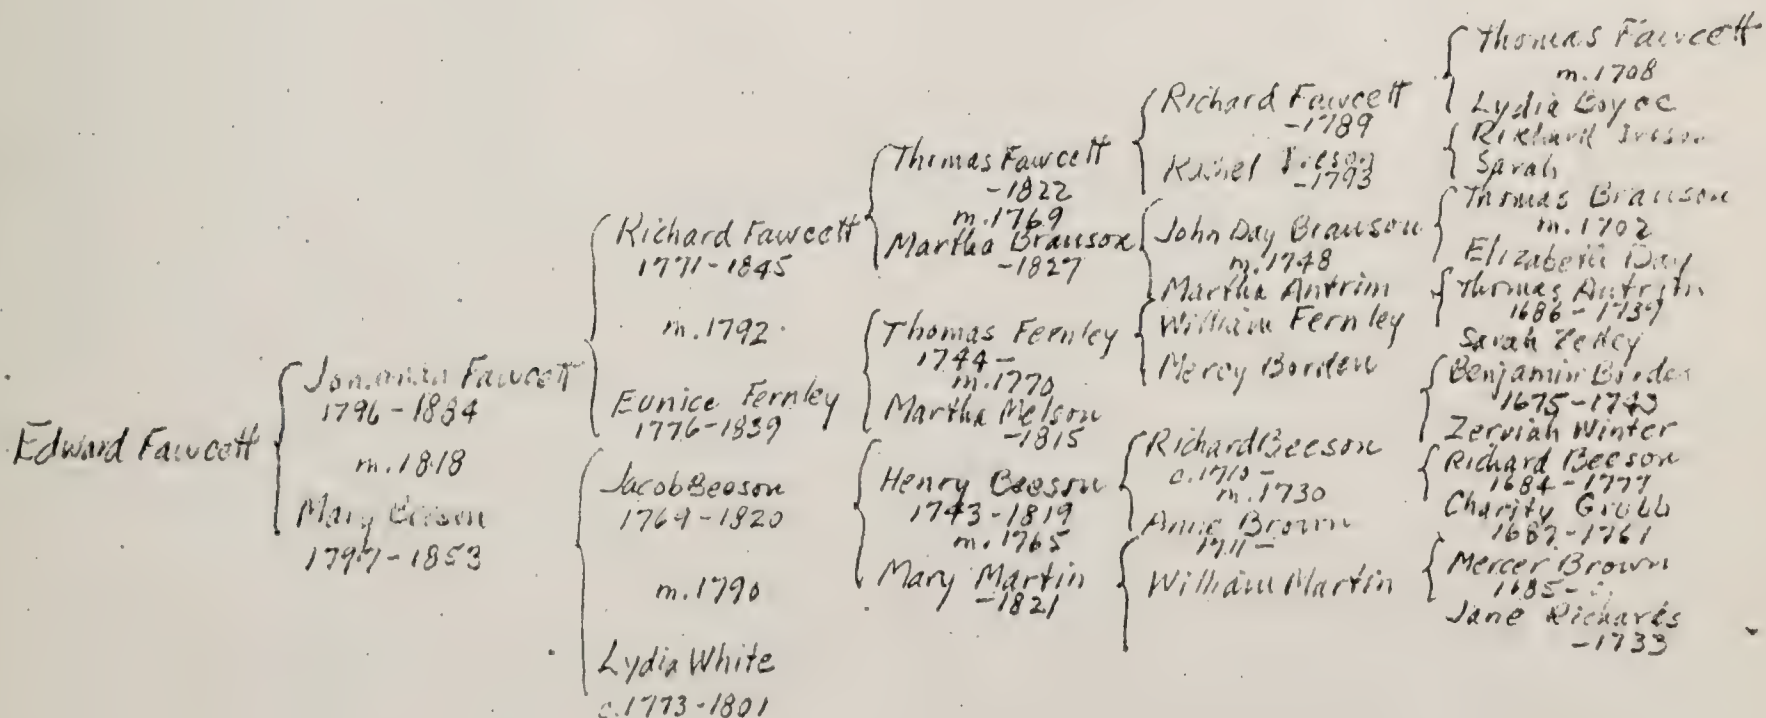 Edward Fawcett
Jonathan Fawcett
1796-1884
m.1818
Mary Beeson
1797-1853
Richard Fawcett
1771-1845
m.1792
Eunice Fernley
1776-1839
Jacob Beeson
1769-1820
m.1790
Lydia White
c.1773-1801
Thomas Fawcett
-1822
m.1769
Martha Branson
-1827
Thomas Fernley
1744-
m.1770
Martha Melson
-1815
Henry Beeson
1743-1819
m.1765
Mary Martin
-1821
Richard Fawcett
-1789
Rachel
-1793
John Day Branson
m.1748
Martha Antrim
William Fernley
Mercy Borden
Richard Beeson
c.1710-
m.1730
Anne Brown
1711-
William Martin
Thomas Fawcett
m.1708
Lydia
Richard
Sarah
Thomas Branson
m.1702
Elizabeth Day
Thomas Antrim
1686-1737
Sarah
Benjamin Borden
1675-1743
Zerviah Winter
Richard Beeson
1684-1777
Charity Grubb
1687-1761
Mercer Brown
1685-
Jane Richards
-1733